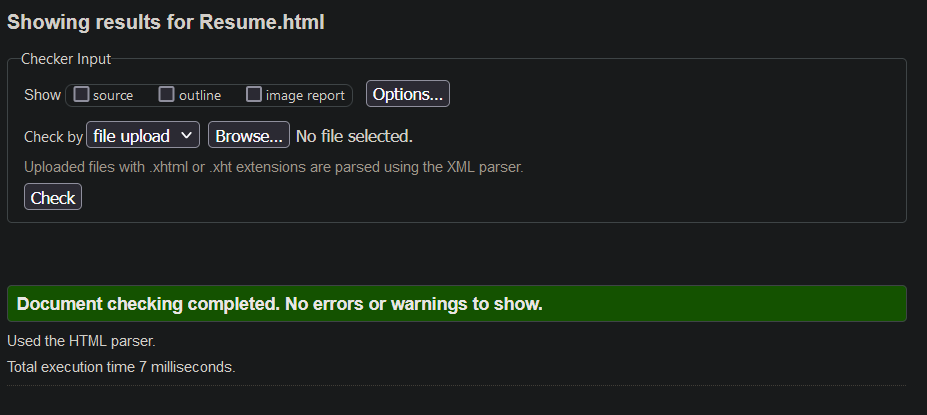 Showing results for Resume.html
Checker Input
Show source outline image report Options...
Check by file upload Browse... No file selected.
Uploaded files with .xhtml or .xht extensions are parsed using the XML parser.
Check
Document checking completed. No errors or warnings to show.
Used the HTML parser.
Total execution time 7 milliseconds.